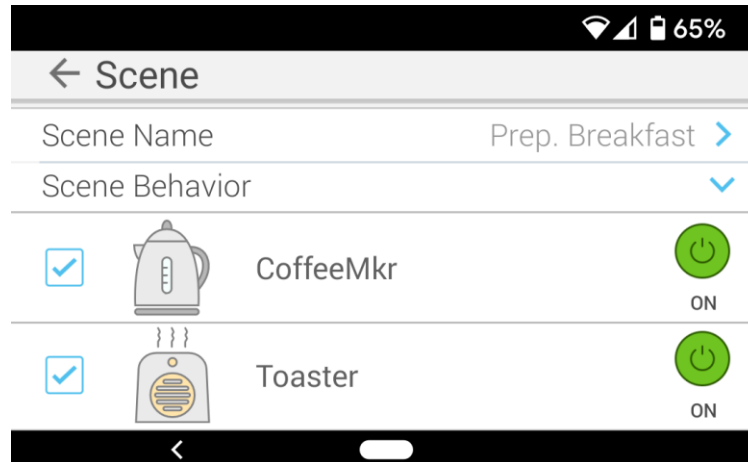 65%
Scene
Scene Name Prep. Breakfast
Scene Behavior
CoffeeMkr
ON
Toaster
ON